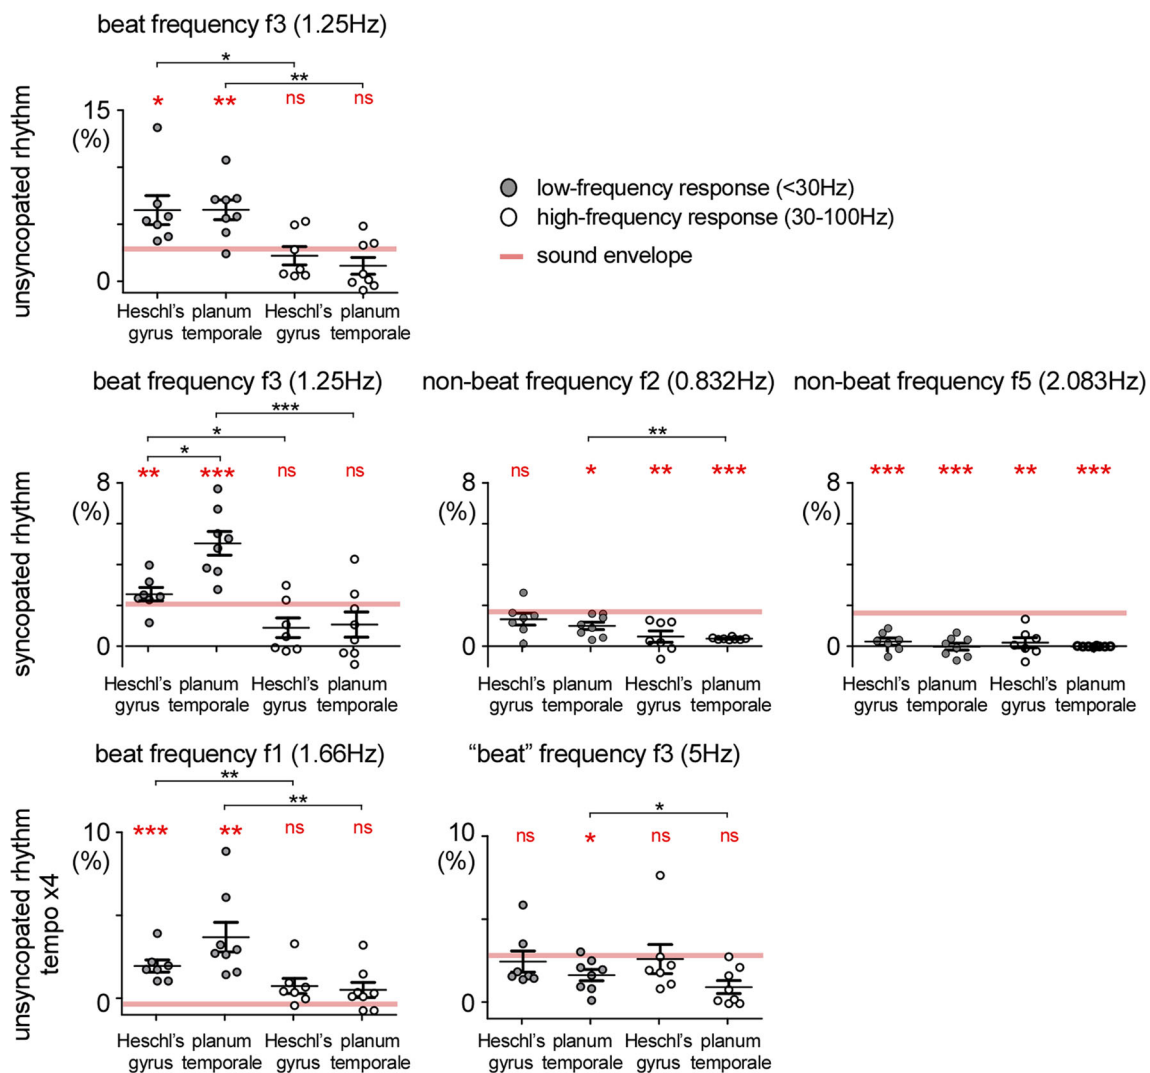 beat frequency f3 (1.25Hz)
*
**
* ** ns ns
unsyncopated rhythm
15
(%)
0
Heschl's planum Heschl's planum
gyrus temporale gyrus temporale
low-frequency response (<30Hz)
high-frequency response (30-100Hz)
sound envelope
beat frequency f3 (1.25Hz)
***
*
*
** *** ns ns
syncopated rhythm
8
(%)
0
Heschl's planum Heschl's planum
gyrus temporale gyrus temporale
non-beat frequency f2 (0.832Hz)
**
ns * ** ***
8
(%)
0
Heschl's planum Heschl's planum
gyrus temporale gyrus temporale
non-beat frequency f5 (2.083Hz)
*** *** ** ***
8
(%)
0
Heschl's planum Heschl's planum
gyrus temporale gyrus temporale
beat frequency f1 (1.66Hz)
**
**
*** ** ns ns
unsyncopated rhythm
tempo x4
10
(%)
0
Heschl's planum Heschl's planum
gyrus temporale gyrus temporale
“beat” frequency f3 (5Hz)
*
ns * ns ns
10
(%)
0
Heschl's planum Heschl's planum
gyrus temporale gyrus temporale